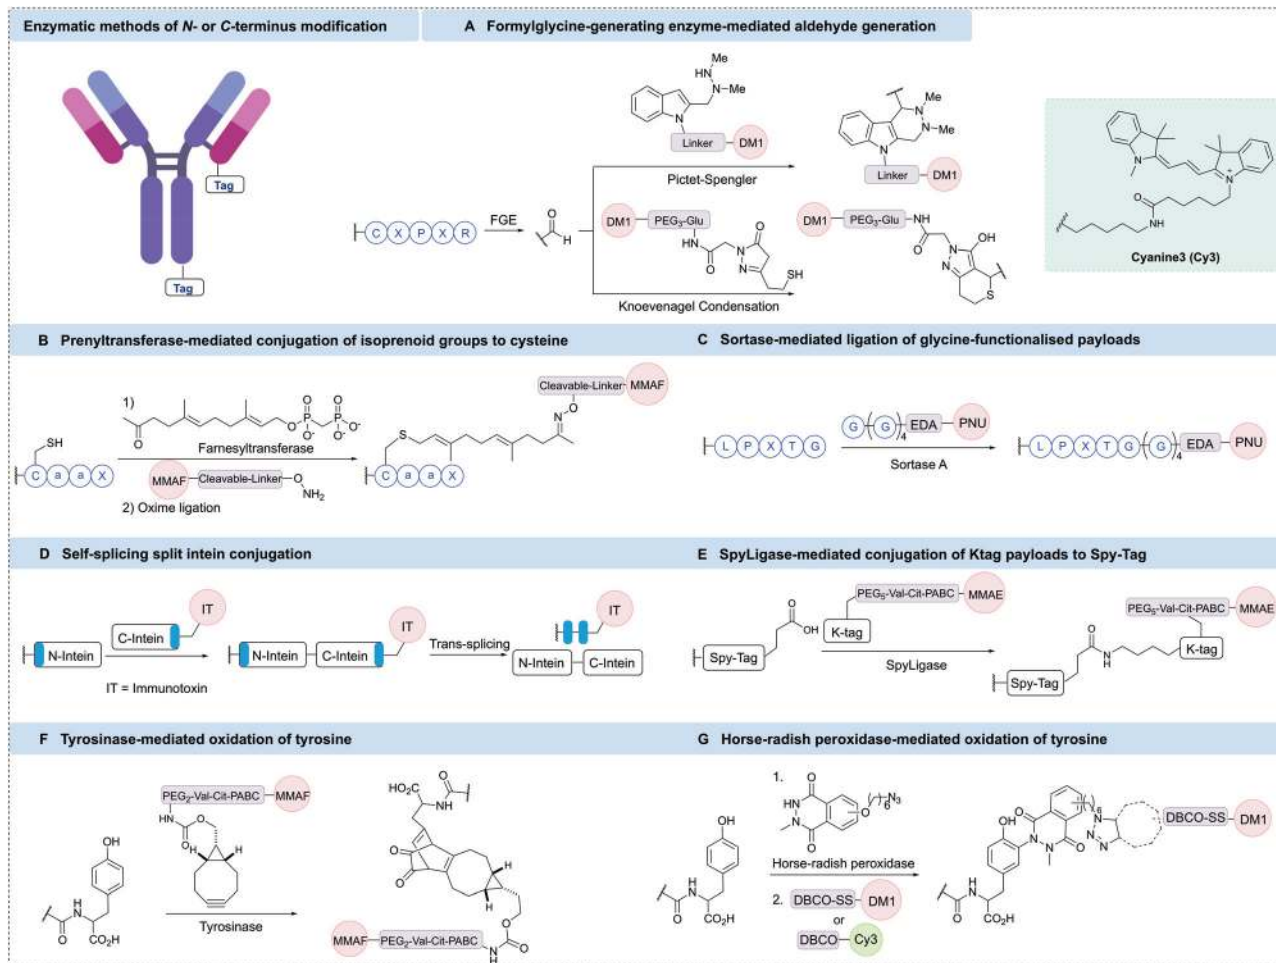 Enzymatic methods of N- or C-terminus modification
Tag
Tag
A Formylglycine-generating enzyme-mediated aldehyde generation
C X P X R
FGE
O
H
Me
HN
N
Me
N
Linker
DM1
Pictet-Spengler
Me
N
N
Me
N
Linker
DM1
DM1
PEG3-Glu
HN
O
N
N
O
SH
Knoevenagel Condensation
DM1
PEG3-Glu
NH
O
N
N
OH
S
N
N+
O
NH
Cyanine3 (Cy3)
B Prenyltransferase-mediated conjugation of isoprenoid groups to cysteine
1)
O
O
O
P
O-
O
P
O-
O-
Farnesyltransferase
SH
C a a X
MMAF
Cleavable-Linker
O
NH2
2) Oxime ligation
Cleavable-Linker
MMAF
O
N
S
C a a X
C Sortase-mediated ligation of glycine-functionalised payloads
L P X T G
G (G)4 EDA PNU
Sortase A
L P X T G (G)4 EDA PNU
D Self-splicing split intein conjugation
N-Intein
C-Intein
IT
IT = Immunotoxin
N-Intein
C-Intein
IT
Trans-splicing
IT
N-Intein
C-Intein
E SpyLigase-mediated conjugation of Ktag payloads to Spy-Tag
O
OH
Spy-Tag
PEG5-Val-Cit-PABC
MMAE
K-tag
SpyLigase
PEG5-Val-Cit-PABC
MMAE
O
N
H
K-tag
Spy-Tag
F Tyrosinase-mediated oxidation of tyrosine
OH
H
N
O
CO2H
PEG2-Val-Cit-PABC
MMAF
NH
O
O
H
H
Tyrosinase
HO2C
O
N
H
O
O
H
H
MMAF
PEG2-Val-Cit-PABC
N
H
O
O
G Horse-radish peroxidase-mediated oxidation of tyrosine
OH
H
N
O
CO2H
1.
O
HN
N
Me
O
O
( )6 N3
Horse-radish peroxidase
2.
DBCO-SS
DM1
or
DBCO
Cy3
OH
O
N
N
Me
O
( )6
N
N
N
DBCO-SS
DM1
H
N
O
CO2H